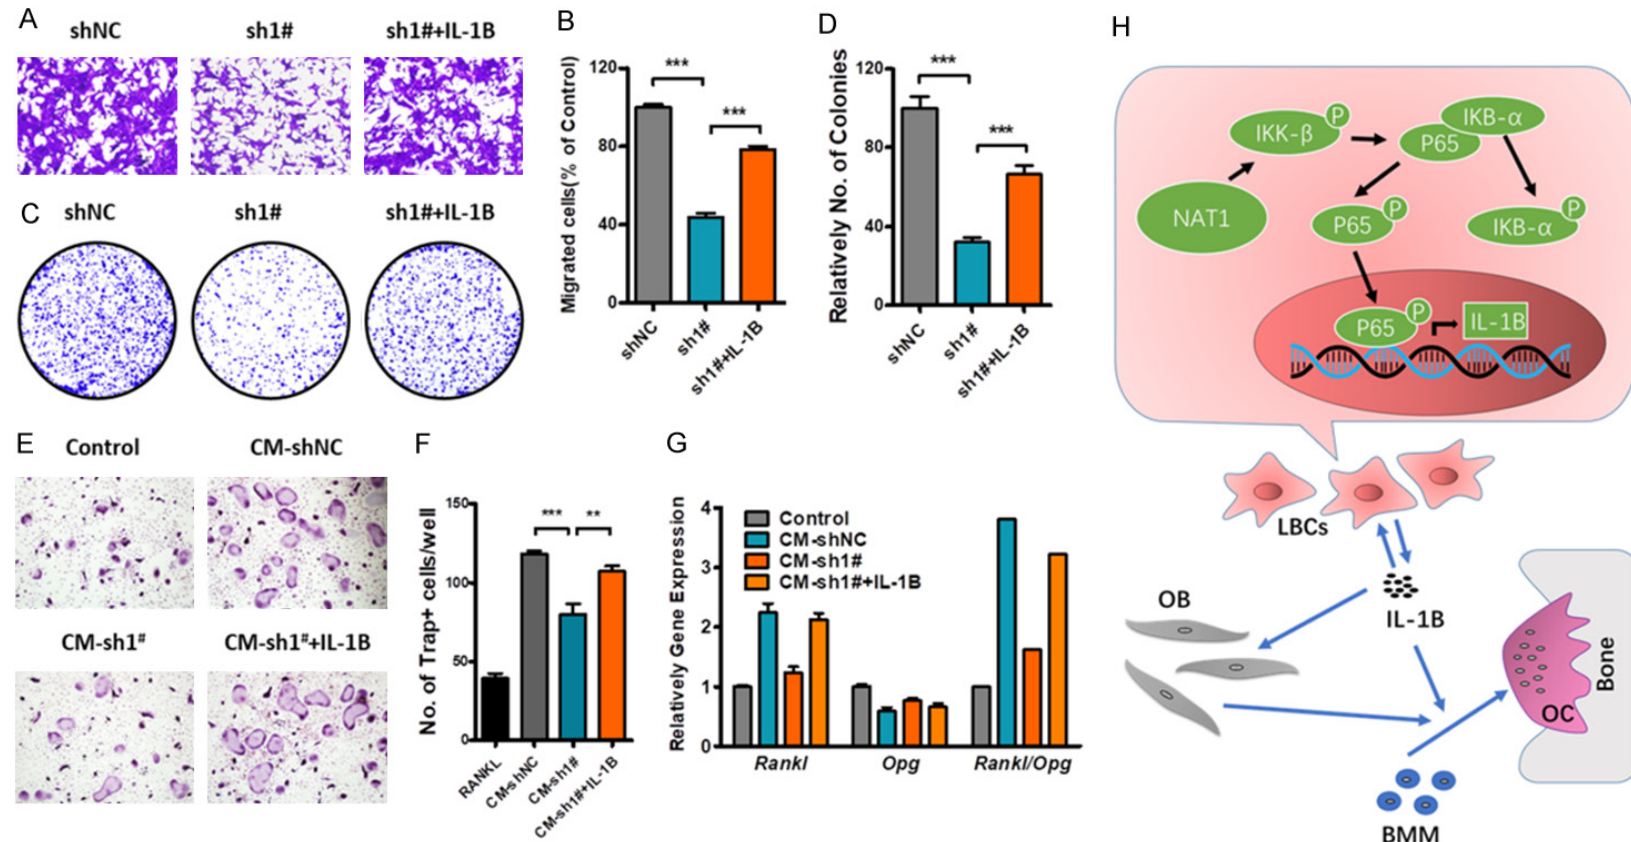 A
shNC
sh1#
sh1#+IL-1B
B
Migrated cells(% of Control)
120
80
40
0
***
***
shNC
sh1#
sh1#+IL-1B
C
shNC
sh1#
sh1#+IL-1B
D
Relatively No. of Colonies
120
80
40
0
***
***
shNC
sh1#
sh1#+IL-1B
E
Control
CM-shNC
CM-sh1#
CM-sh1#+IL-1B
F
No. of Trap+ cells/well
150
100
50
0
***
**
RANKL
CM-shNC
CM-sh1#
CM-sh1#+IL-1B
G
Relatively Gene Expression
4
3
2
1
0
Control
CM-shNC
CM-sh1#
CM-sh1#+IL-1B
Rankl
Opg
Rankl/Opg
H
NAT1
IKK-β
P
P65
IKB-α
P65
P
IKB-α
P
P65
P
IL-1B
LBCs
IL-1B
OB
OC
Bone
BMM